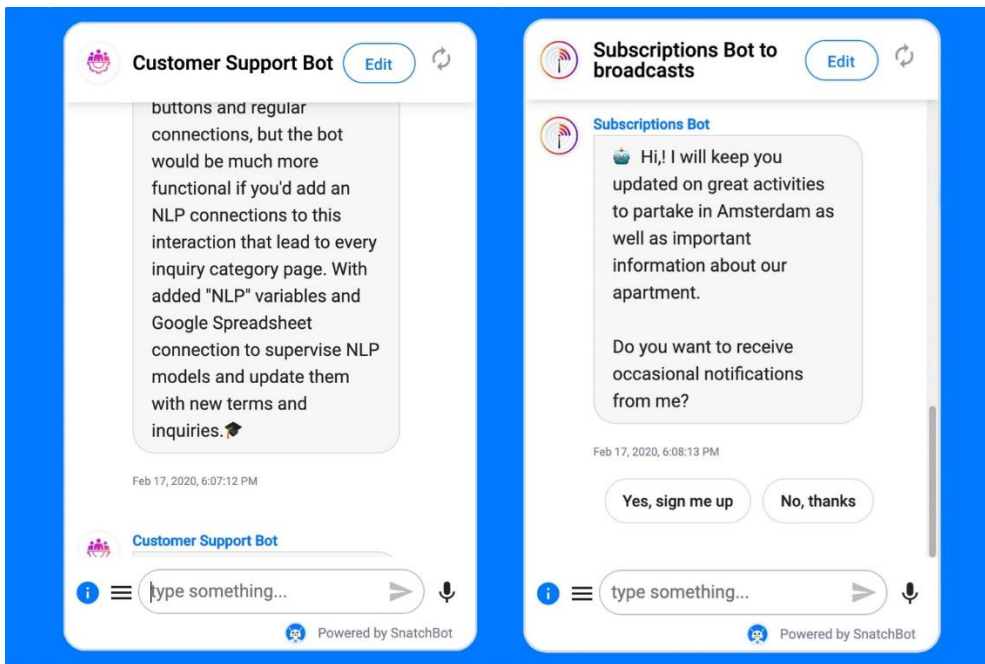 Customer Support Bot
Edit
buttons and regular
connections, but the bot
would be much more
functional if you'd add an
NLP connections to this
interaction that lead to every
inquiry category page. With
added "NLP" variables and
Google Spreadsheet
connection to supervise NLP
models and update them
with new terms and
inquiries.🎓
Feb 17, 2020, 6:07:12 PM
Customer Support Bot
type something...
Powered by SnatchBot
Subscriptions Bot to
broadcasts
Edit
Subscriptions Bot
🤖 Hi,! I will keep you
updated on great activities
to partake in Amsterdam as
well as important
information about our
apartment.
Do you want to receive
occasional notifications
from me?
Feb 17, 2020, 6:08:13 PM
Yes, sign me up
No, thanks
type something...
Powered by SnatchBot